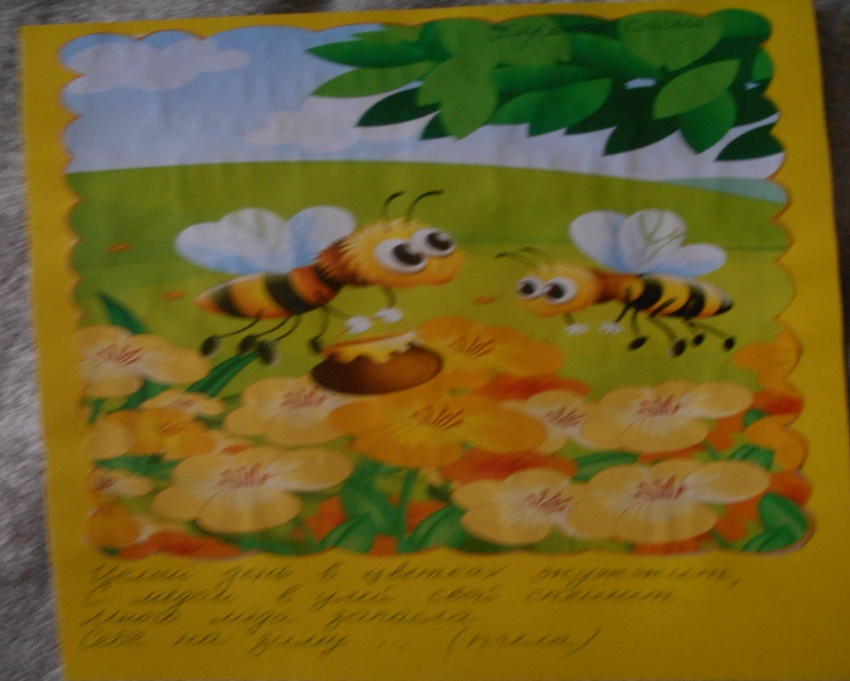 Целый день в цветках жужжит,
С медом в улей свой спешит.
Много меда запасла
Себе на зиму ... (пчела)